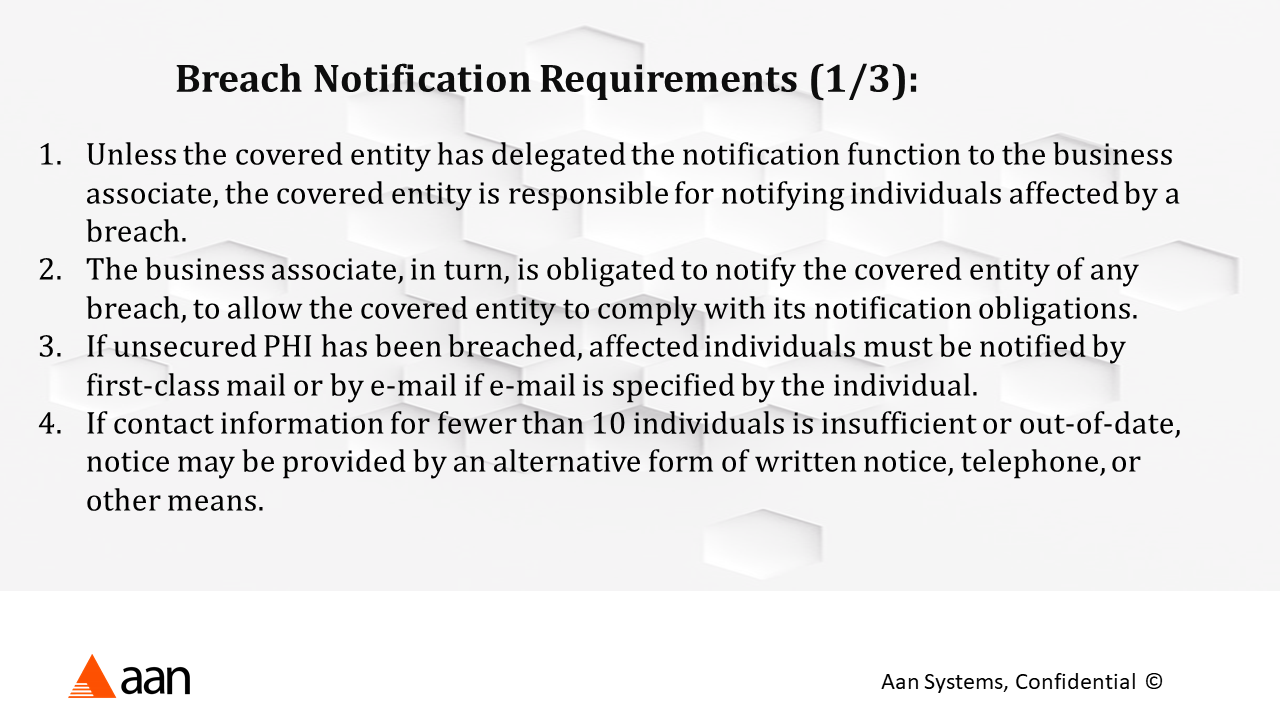 Breach Notification Requirements (1/3):
1. Unless the covered entity has delegated the notification function to the business
associate, the covered entity is responsible for notifying individuals affected by a
breach.
2. The business associate, in turn, is obligated to notify the covered entity of any
breach, to allow the covered entity to comply with its notification obligations.
3. If unsecured PHI has been breached, affected individuals must be notified by
first-class mail or by e-mail if e-mail is specified by the individual.
4. If contact information for fewer than 10 individuals is insufficient or out-of-date,
notice may be provided by an alternative form of written notice, telephone, or
other means.
aan
Aan Systems, Confidential ©